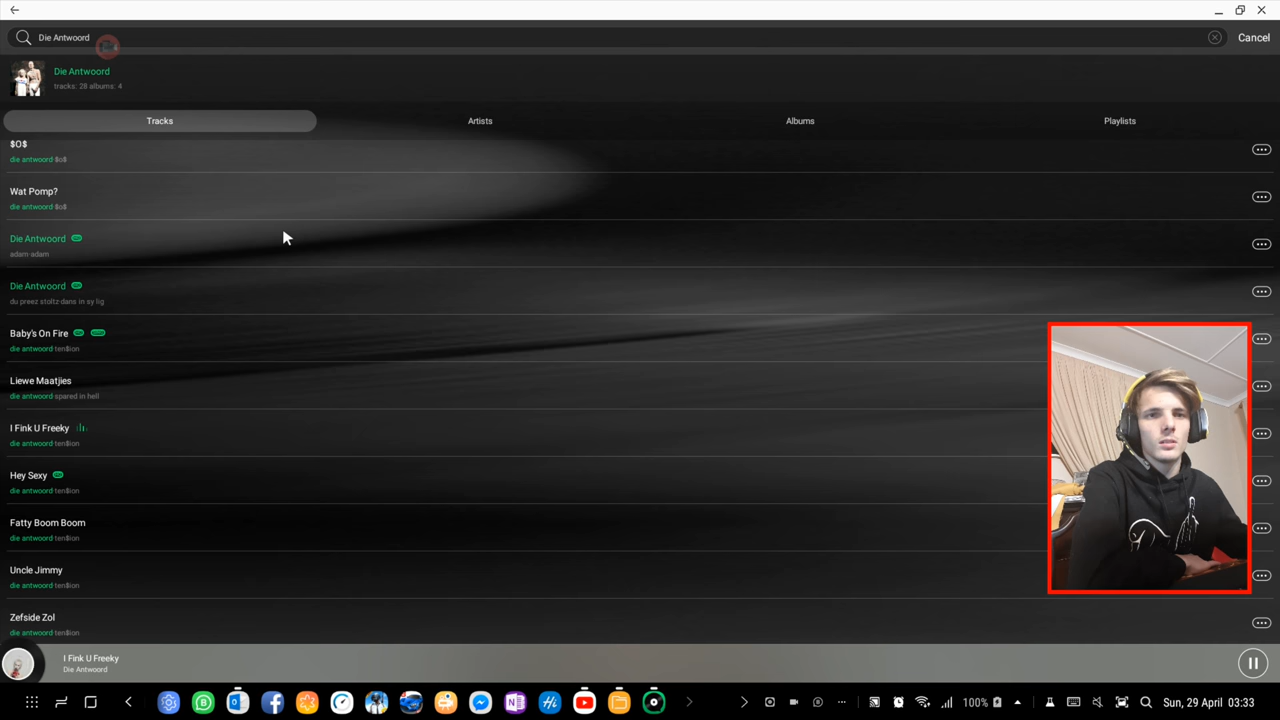 Die Antwoord
Cancel
Die Antwoord
tracks: 28 albums: 4
Tracks
Artists
Albums
Playlists
$O$
die antwoord·$o$
Wat Pomp?
die antwoord·$o$
Die Antwoord
adam·adam
Die Antwoord
du preez stoltz·dans in sy lig
Baby's On Fire
die antwoord·ten$ion
Liewe Maatjies
die antwoord·spared in hell
I Fink U Freeky
die antwoord·ten$ion
Hey Sexy
die antwoord·ten$ion
Fatty Boom Boom
die antwoord·ten$ion
Uncle Jimmy
die antwoord·ten$ion
Zefside Zol
die antwoord·ten$ion
I Fink U Freeky
Die Antwoord
100%
Sun, 29 April
03:33